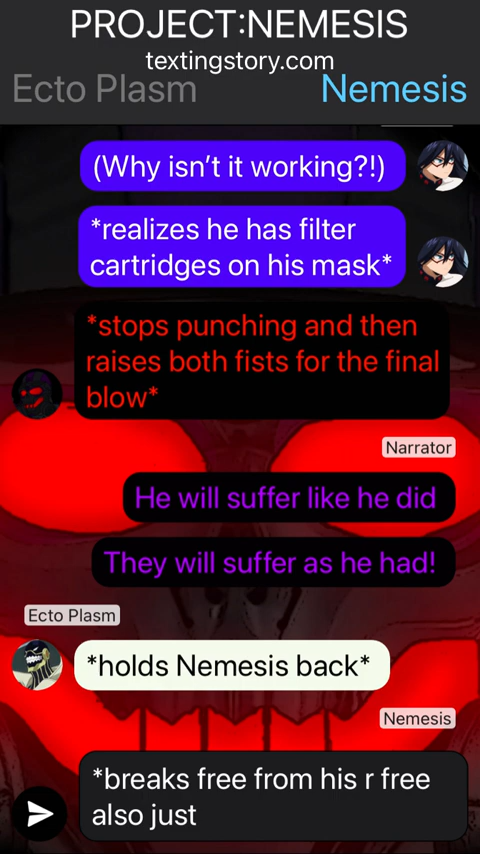 PROJECT:NEMESIS
textingstory.com
Ecto Plasm
Nemesis
(Why isn't it working?!)
*realizes he has filter
cartridges on his mask*
*stops punching and then
raises both fists for the final
blow*
Narrator
He will suffer like he did
They will suffer as he had!
Ecto Plasm
*holds Nemesis back*
Nemesis
*breaks free from his r free
also just